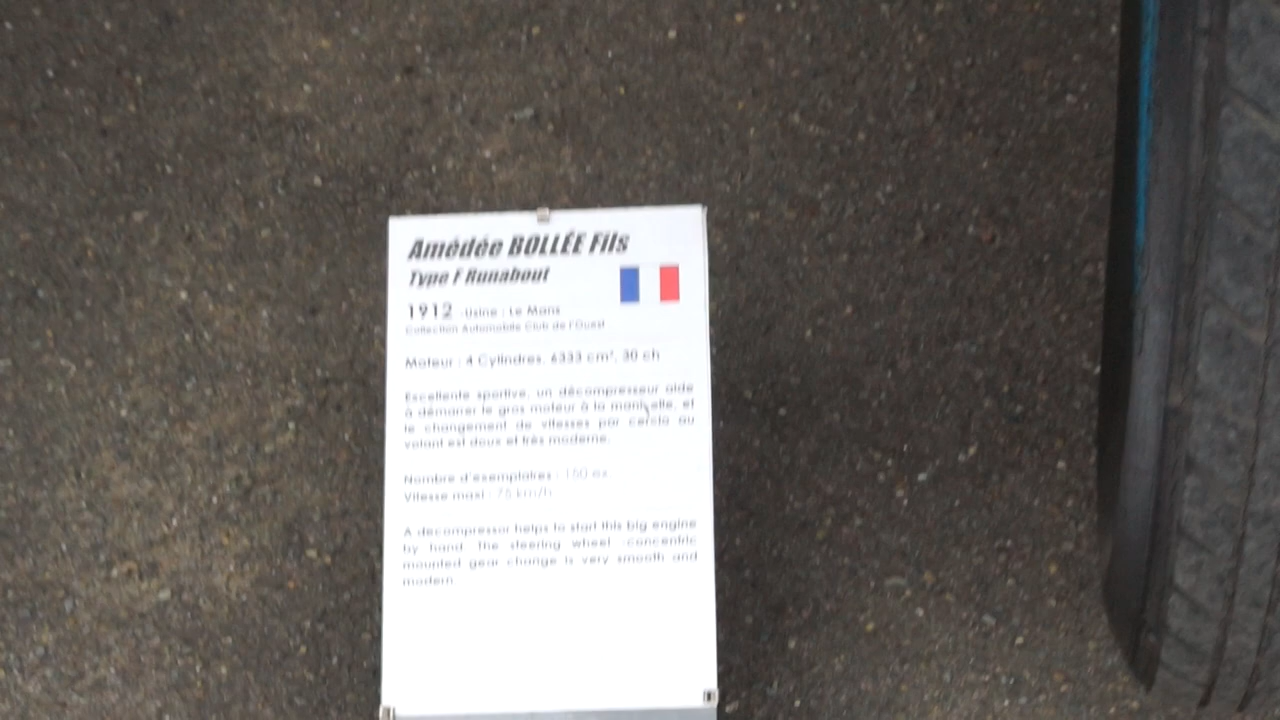 Amédée BOLLÉE Fils
Type F Runabout
1912 -Usine : Le Mans
Collection Automobile Club de l'Ouest
Moteur : 4 Cylindres, 6333 cm³, 30 ch
Excellente sportive, un décompresseur aide
à démarrer le gros moteur à la manivelle, et
le changement de vitesses par cercle au
volant est doux et très moderne.
Nombre d'exemplaires : 150 ex
Vitesse maxi : 75 km/h
A decompressor helps to start this big engine
by hand. The steering wheel -concentric
mounted gear change is very smooth and
modern